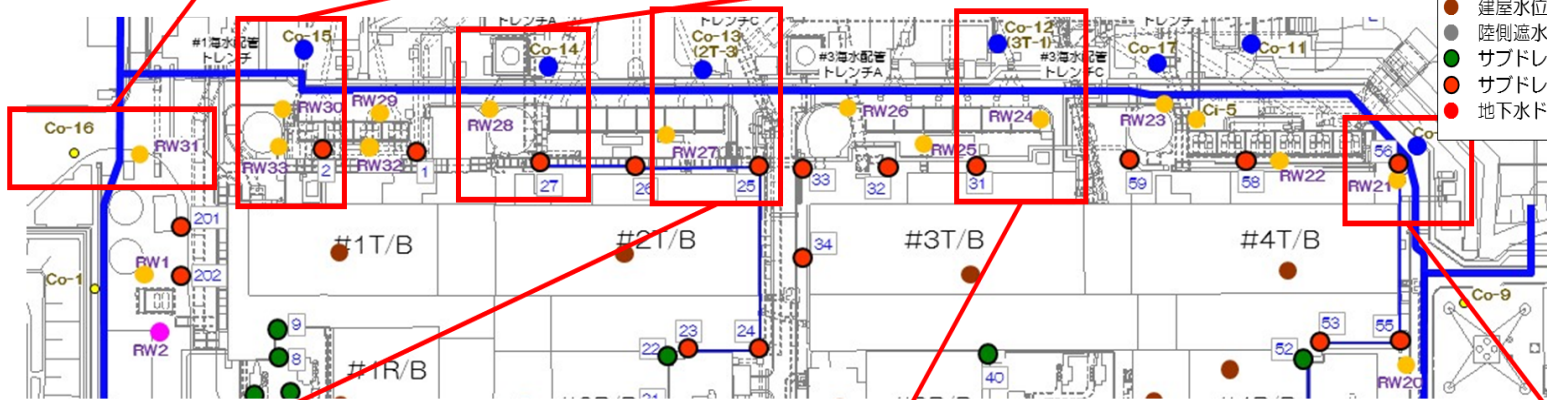 建屋水位
陸側遮水
サブドレ
サブドレ
地下水ド
トレンチA
トレンチC
トレンチ
Co-15
Co-14
Co-13
(2T-3)
Co-12
(3T-1)
Co-17
Co-11
#1海水配管
トレンチ
#3海水配管
トレンチA
#3海水配管
トレンチC
Co-16
RW31
RW30
RW29
RW28
RW27
RW26
RW25
RW24
RW23
Ci-5
Co-
RW33
RW32
RW22
RW21
2
1
27
26
25
33
32
31
59
58
56
201
202
RW1
Co-1
RW2
#1T/B
#2T/B
#3T/B
#4T/B
34
Co-9
9
8
#1R/B
22
23
24
40
52
53
55
RW20